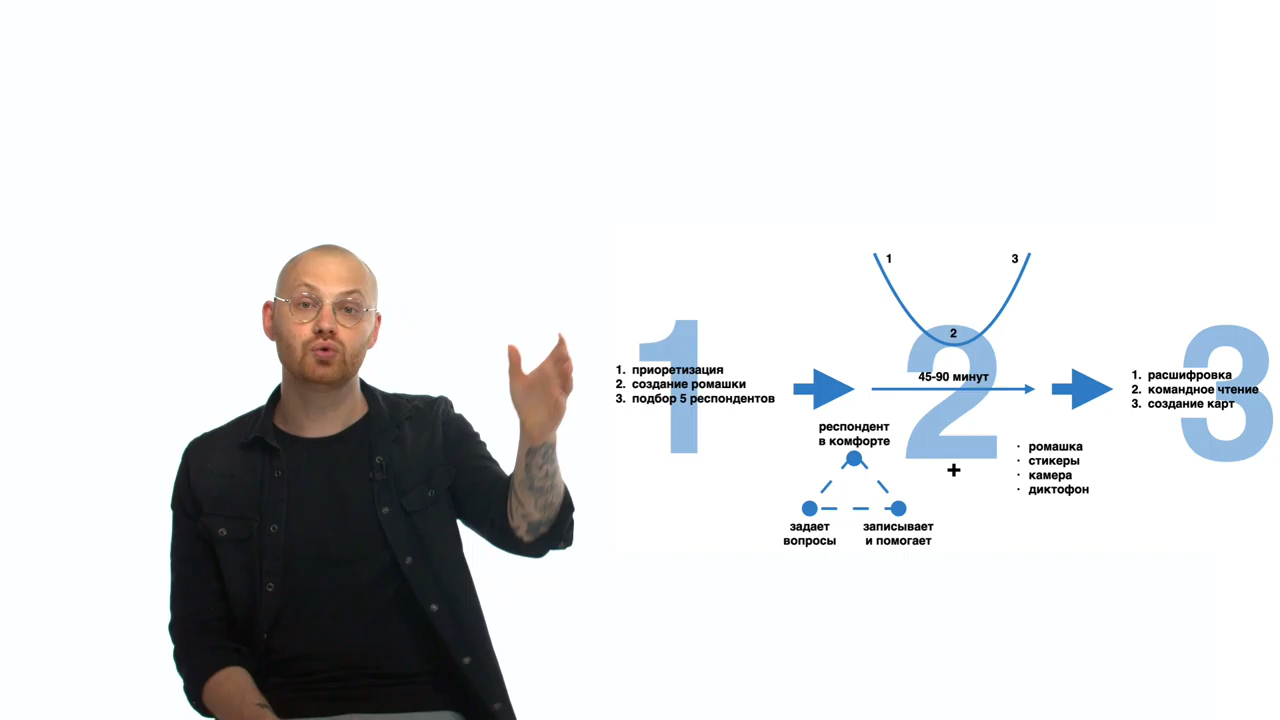 1
1. приоретизация
2. создание ромашки
3. подбор 5 респондентов
1
2
3
2
45-90 минут
респондент
в комфорте
задает
вопросы
записывает
и помогает
+
· ромашка
· стикеры
· камера
· диктофон
3
1. расшифровка
2. командное чтение
3. создание карт